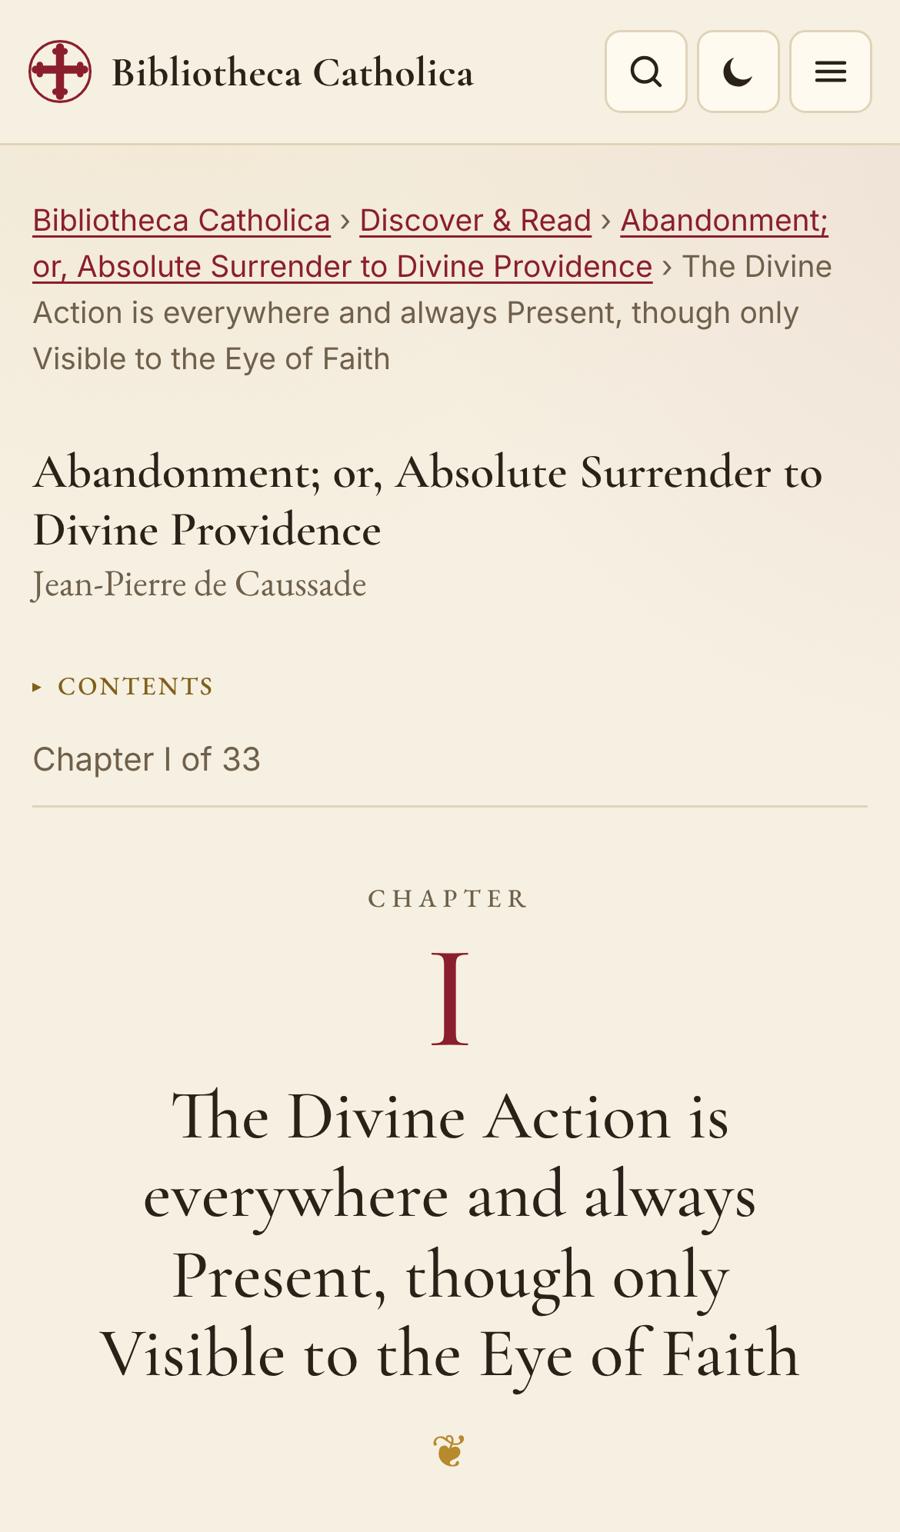 Bibliotheca Catholica
Bibliotheca Catholica › Discover & Read › Abandonment;
or, Absolute Surrender to Divine Providence › The Divine
Action is everywhere and always Present, though only
Visible to the Eye of Faith
Abandonment; or, Absolute Surrender to
Divine Providence
Jean-Pierre de Caussade
▸ CONTENTS
Chapter I of 33
CHAPTER
I
The Divine Action is
everywhere and always
Present, though only
Visible to the Eye of Faith
❦